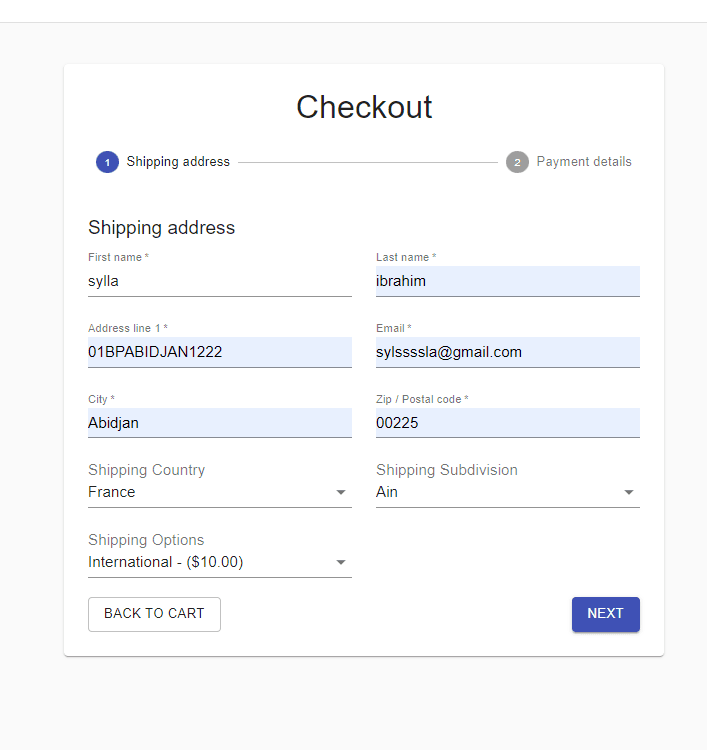 Checkout
1 Shipping address 2 Payment details
Shipping address
First name * Last name *
sylla ibrahim
Address line 1 * Email *
01BPABIDJAN1222 sylssssla@gmail.com
City * Zip / Postal code *
Abidjan 00225
Shipping Country Shipping Subdivision
France Ain
Shipping Options
International - ($10.00)
BACK TO CART NEXT